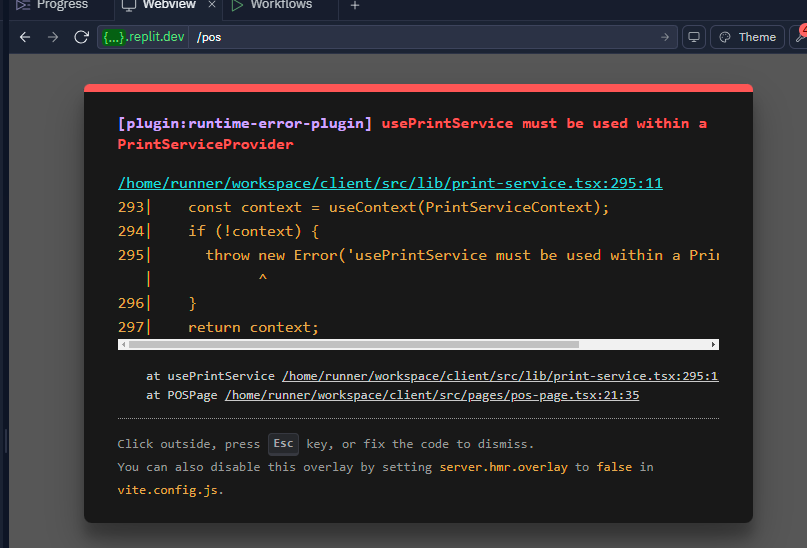 Progress
Webview
Workflows
{...}.replit.dev /pos
Theme
4
[plugin:runtime-error-plugin] usePrintService must be used within a
PrintServiceProvider
/home/runner/workspace/client/src/lib/print-service.tsx:295:11
293| const context = useContext(PrintServiceContext);
294| if (!context) {
295| throw new Error('usePrintService must be used within a Prin
| ^
296| }
297| return context;
at usePrintService /home/runner/workspace/client/src/lib/print-service.tsx:295:1
at POSPage /home/runner/workspace/client/src/pages/pos-page.tsx:21:35
Click outside, press Esc key, or fix the code to dismiss.
You can also disable this overlay by setting server.hmr.overlay to false in
vite.config.js.